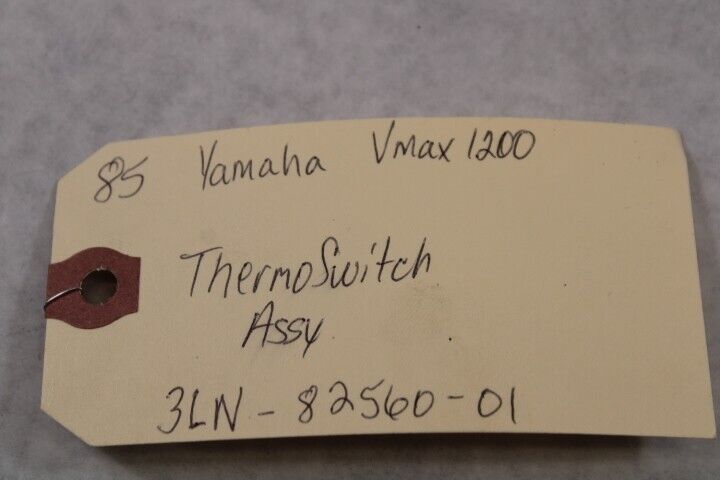 85 Yamaha Vmax 1200
ThermoSwitch
Assy
3LN-82560-01